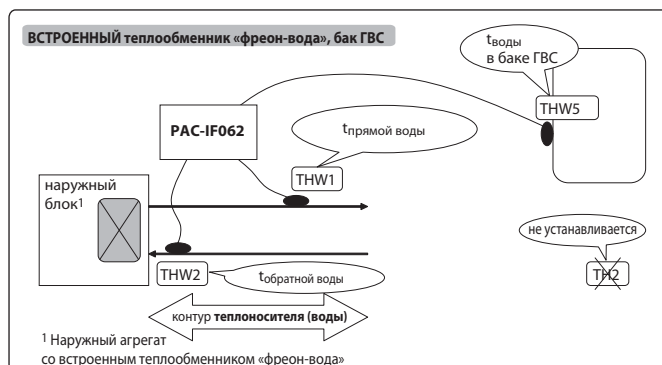 ВСТРОЕННЫЙ теплообменник «фреон-вода», бак ГВС
tводы
в баке ГВС
THW5
PAC-IF062
tпрямой воды
THW1
наружный
блок1
не устанавливается
TH2
THW2
tобратной воды
контур теплоносителя (воды)
1 Наружный агрегат
со встроенным теплообменником «фреон-вода»